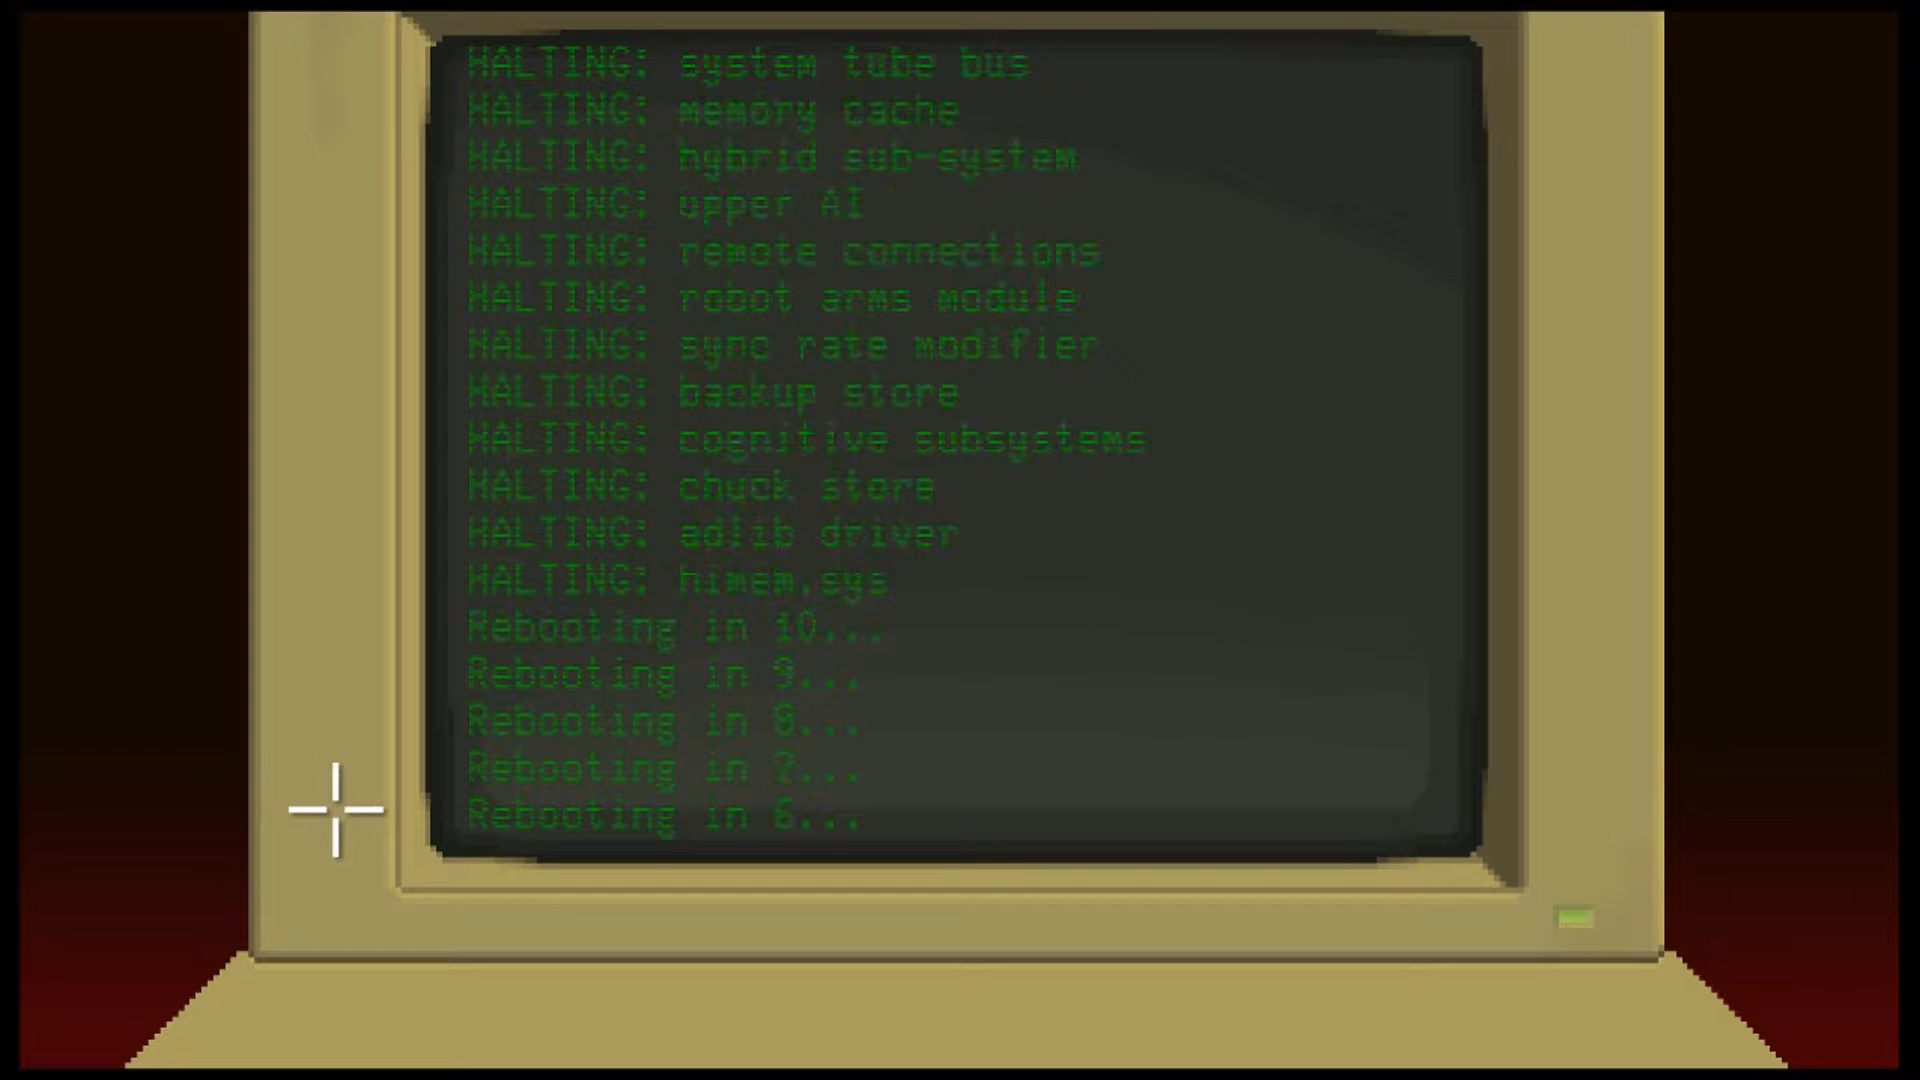 HALTING: system tube bus
HALTING: memory cache
HALTING: hybrid sub-system
HALTING: upper AI
HALTING: remote connections
HALTING: robot arms module
HALTING: sync rate modifier
HALTING: backup store
HALTING: cognitive subsystems
HALTING: chuck store
HALTING: adlib driver
HALTING: himem.sys
Rebooting in 10...
Rebooting in 9...
Rebooting in 8...
Rebooting in 7...
Rebooting in 6...